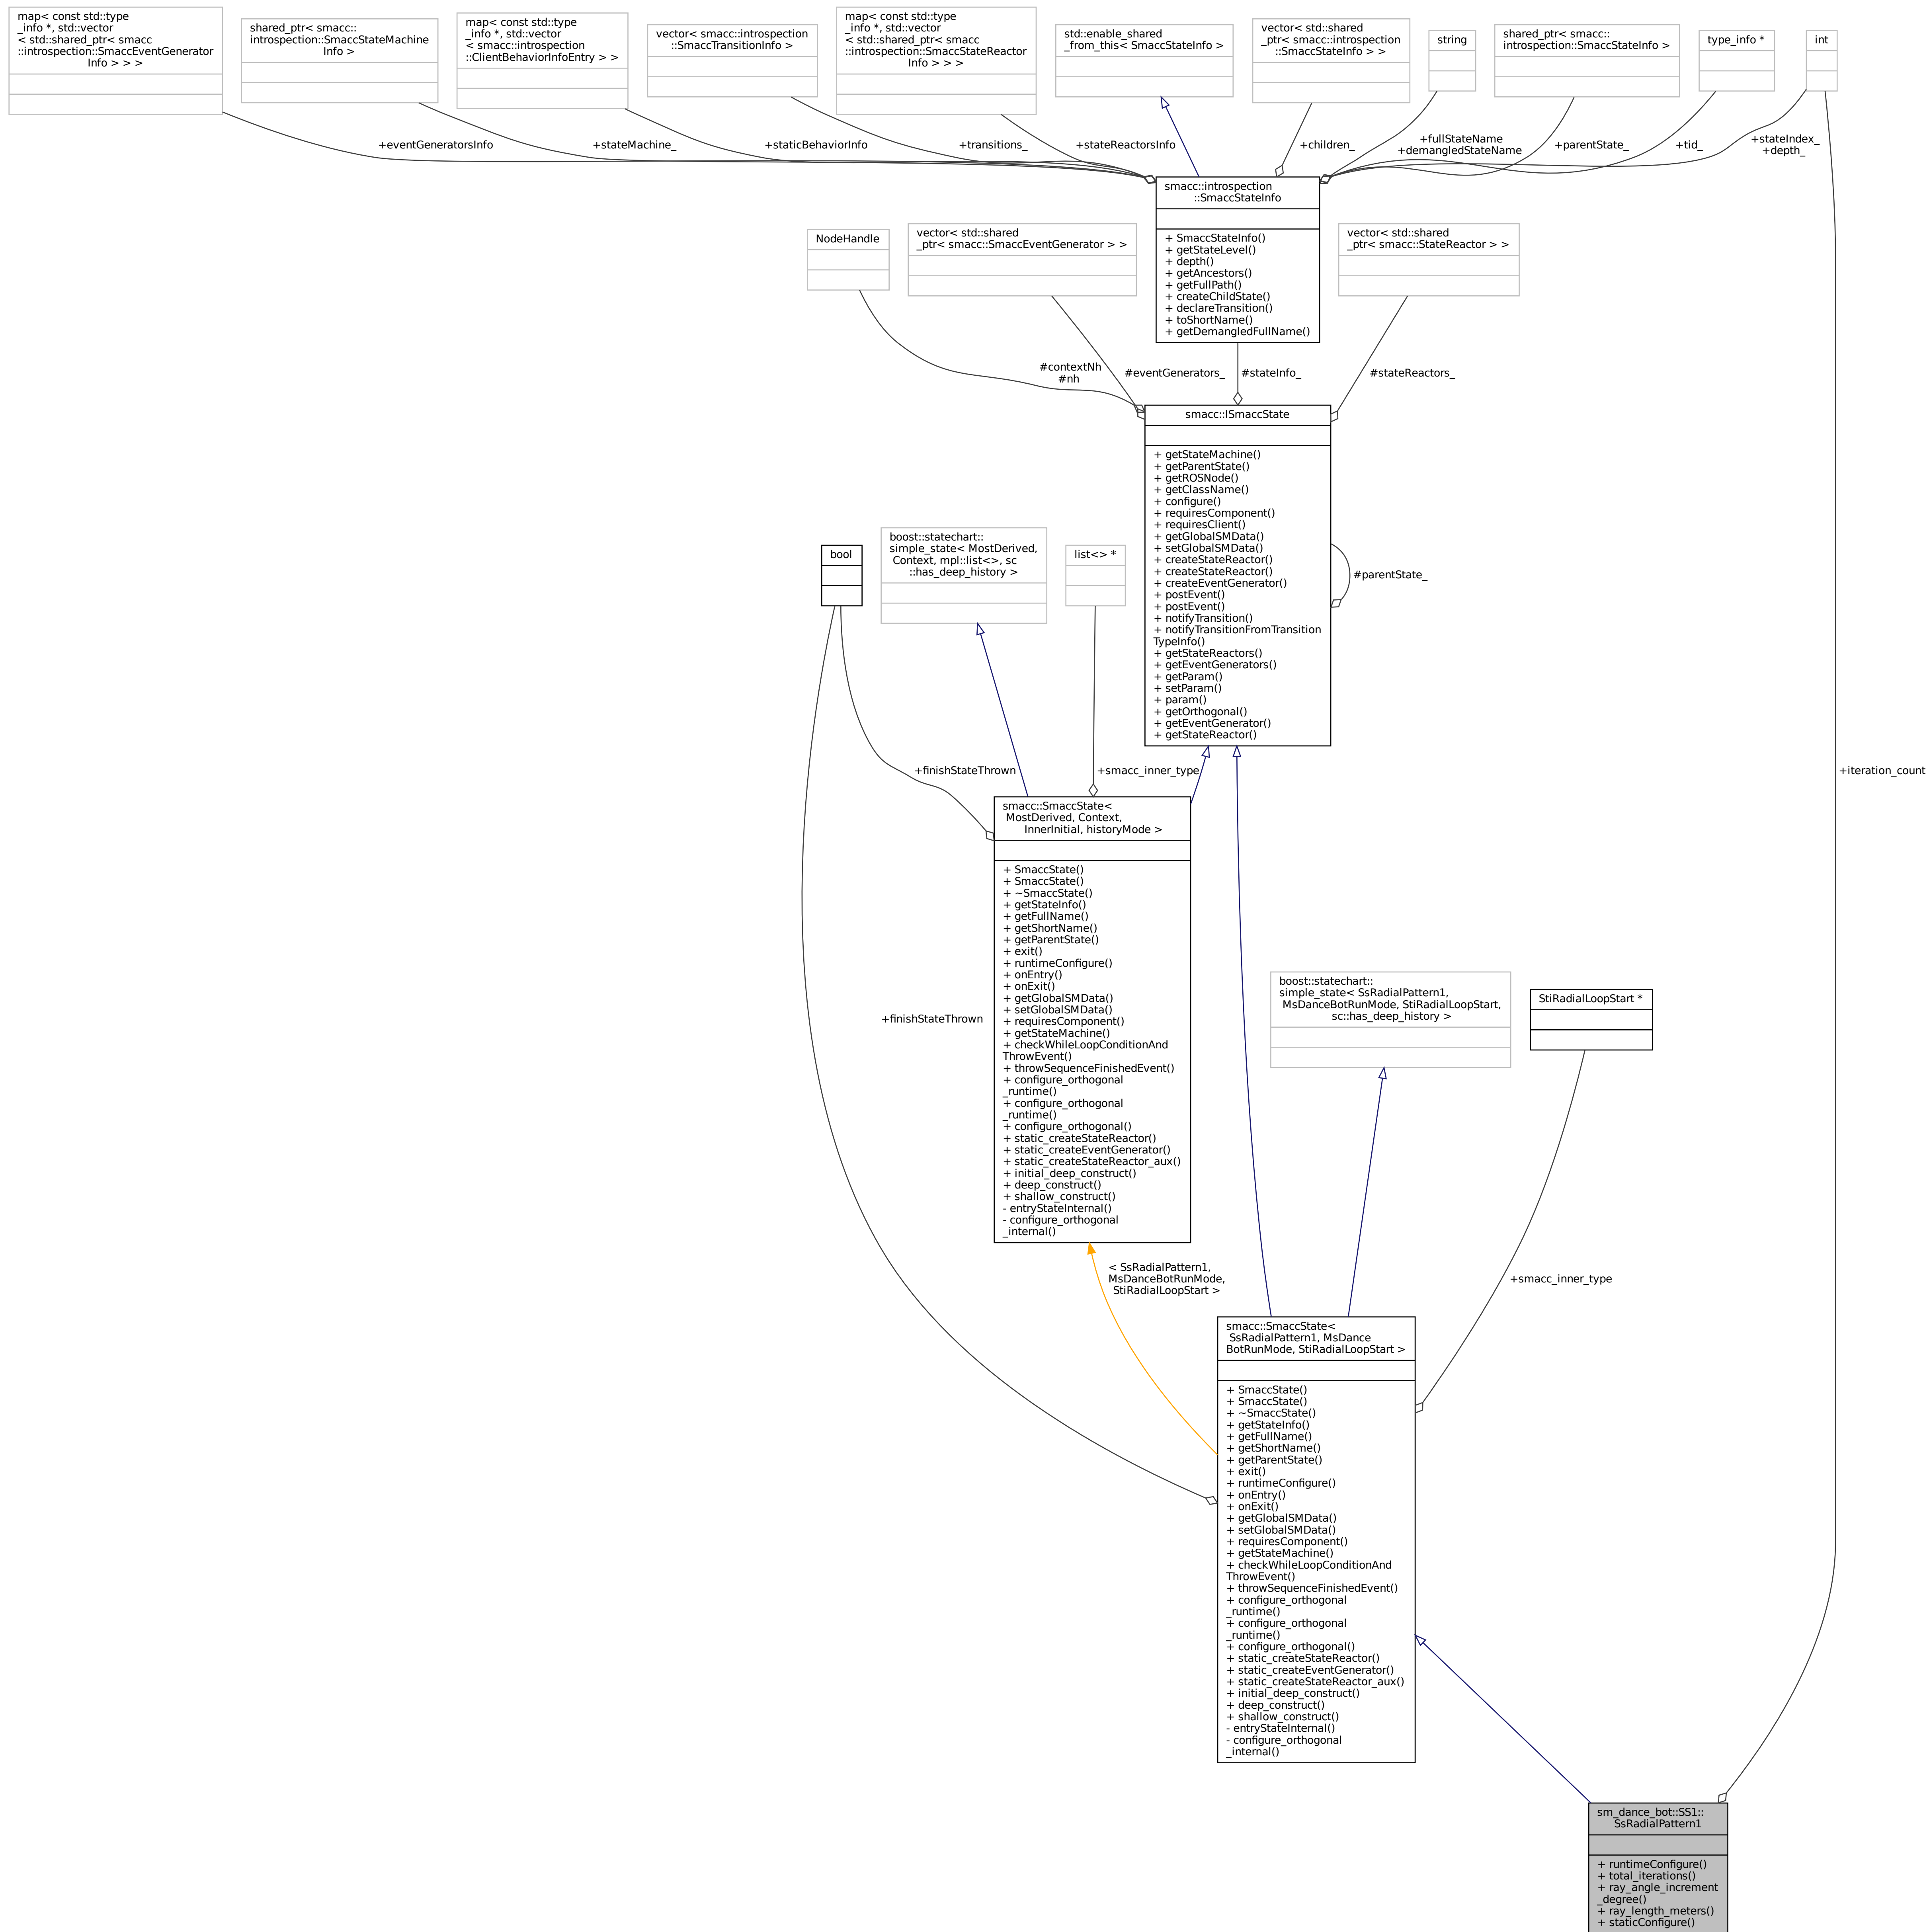 map< const std::type
_info *, std::vector
< std::shared_ptr< smacc
::introspection::SmaccEventGenerator
Info > > >
shared_ptr< smacc::
introspection::SmaccStateMachine
Info >
map< const std::type
_info *, std::vector
< smacc::introspection
::ClientBehaviorInfoEntry > >
vector< smacc::introspection
::SmaccTransitionInfo >
map< const std::type
_info *, std::vector
< std::shared_ptr< smacc
::introspection::SmaccStateReactor
Info > > >
std::enable_shared
_from_this< SmaccStateInfo >
vector< std::shared
_ptr< smacc::introspection
::SmaccStateInfo > >
string
shared_ptr< smacc::
introspection::SmaccStateInfo >
type_info *
int
+eventGeneratorsInfo
+stateMachine_
+staticBehaviorInfo
+transitions_
+stateReactorsInfo
+children_
+fullStateName
+demangledStateName
+parentState_
+tid_
+stateIndex_
+depth_
smacc::introspection
::SmaccStateInfo
+ SmaccStateInfo()
+ getStateLevel()
+ depth()
+ getAncestors()
+ getFullPath()
+ createChildState()
+ declareTransition()
+ toShortName()
+ getDemangledFullName()
NodeHandle
vector< std::shared
_ptr< smacc::SmaccEventGenerator > >
vector< std::shared
_ptr< smacc::StateReactor > >
#contextNh
#nh
#eventGenerators_
#stateInfo_
#stateReactors_
smacc::ISmaccState
+ getStateMachine()
+ getParentState()
+ getROSNode()
+ getClassName()
+ configure()
+ requiresComponent()
+ requiresClient()
+ getGlobalSMData()
+ setGlobalSMData()
+ createStateReactor()
+ createStateReactor()
+ createEventGenerator()
+ postEvent()
+ postEvent()
+ notifyTransition()
+ notifyTransitionFromTransition
TypeInfo()
+ getStateReactors()
+ getEventGenerators()
+ getParam()
+ setParam()
+ param()
+ getOrthogonal()
+ getEventGenerator()
+ getStateReactor()
#parentState_
bool
boost::statechart::
simple_state< MostDerived,
Context, mpl::list<>, sc
::has_deep_history >
list<> *
+finishStateThrown
+smacc_inner_type
+iteration_count
smacc::SmaccState<
MostDerived, Context,
InnerInitial, historyMode >
+ SmaccState()
+ SmaccState()
+ ~SmaccState()
+ getStateInfo()
+ getFullName()
+ getShortName()
+ getParentState()
+ exit()
+ runtimeConfigure()
+ onEntry()
+ onExit()
+ getGlobalSMData()
+ setGlobalSMData()
+ requiresComponent()
+ getStateMachine()
+ checkWhileLoopConditionAnd
ThrowEvent()
+ throwSequenceFinishedEvent()
+ configure_orthogonal
_runtime()
+ configure_orthogonal
_runtime()
+ configure_orthogonal()
+ static_createStateReactor()
+ static_createEventGenerator()
+ static_createStateReactor_aux()
+ initial_deep_construct()
+ deep_construct()
+ shallow_construct()
- entryStateInternal()
- configure_orthogonal
_internal()
+finishStateThrown
boost::statechart::
simple_state< SsRadialPattern1,
MsDanceBotRunMode, StiRadialLoopStart,
sc::has_deep_history >
StiRadialLoopStart *
< SsRadialPattern1,
MsDanceBotRunMode,
StiRadialLoopStart >
+smacc_inner_type
smacc::SmaccState<
SsRadialPattern1, MsDance
BotRunMode, StiRadialLoopStart >
+ SmaccState()
+ SmaccState()
+ ~SmaccState()
+ getStateInfo()
+ getFullName()
+ getShortName()
+ getParentState()
+ exit()
+ runtimeConfigure()
+ onEntry()
+ onExit()
+ getGlobalSMData()
+ setGlobalSMData()
+ requiresComponent()
+ getStateMachine()
+ checkWhileLoopConditionAnd
ThrowEvent()
+ throwSequenceFinishedEvent()
+ configure_orthogonal
_runtime()
+ configure_orthogonal
_runtime()
+ configure_orthogonal()
+ static_createStateReactor()
+ static_createEventGenerator()
+ static_createStateReactor_aux()
+ initial_deep_construct()
+ deep_construct()
+ shallow_construct()
- entryStateInternal()
- configure_orthogonal
_internal()
sm_dance_bot::SS1::
SsRadialPattern1
+ runtimeConfigure()
+ total_iterations()
+ ray_angle_increment
_degree()
+ ray_length_meters()
+ staticConfigure()